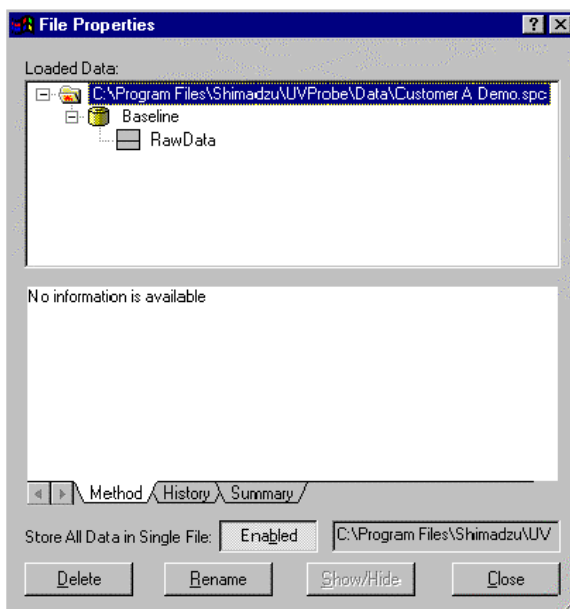 File Properties
Loaded Data:
C:\Program Files\Shimadzu\UVProbe\Data\Customer A Demo.spc
Baseline
RawData
No information is available
Method History Summary
Store All Data in Single File: Enabled C:\Program Files\Shimadzu\UV
Delete Rename Show/Hide Close